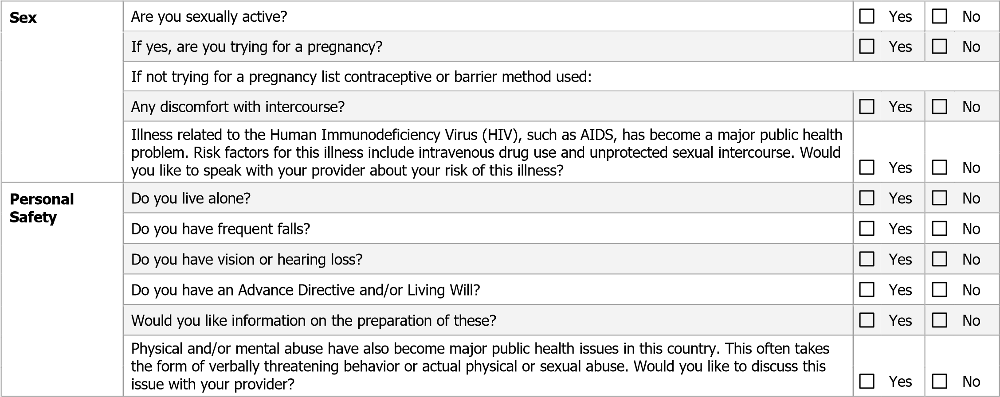 Sex
Are you sexually active? ☐ Yes ☐ No
If yes, are you trying for a pregnancy? ☐ Yes ☐ No
If not trying for a pregnancy list contraceptive or barrier method used:
Any discomfort with intercourse? ☐ Yes ☐ No
Illness related to the Human Immunodeficiency Virus (HIV), such as AIDS, has become a major public health
problem. Risk factors for this illness include intravenous drug use and unprotected sexual intercourse. Would
you like to speak with your provider about your risk of this illness? ☐ Yes ☐ No
Personal
Safety
Do you live alone? ☐ Yes ☐ No
Do you have frequent falls? ☐ Yes ☐ No
Do you have vision or hearing loss? ☐ Yes ☐ No
Do you have an Advance Directive and/or Living Will? ☐ Yes ☐ No
Would you like information on the preparation of these? ☐ Yes ☐ No
Physical and/or mental abuse have also become major public health issues in this country. This often takes
the form of verbally threatening behavior or actual physical or sexual abuse. Would you like to discuss this
issue with your provider? ☐ Yes ☐ No